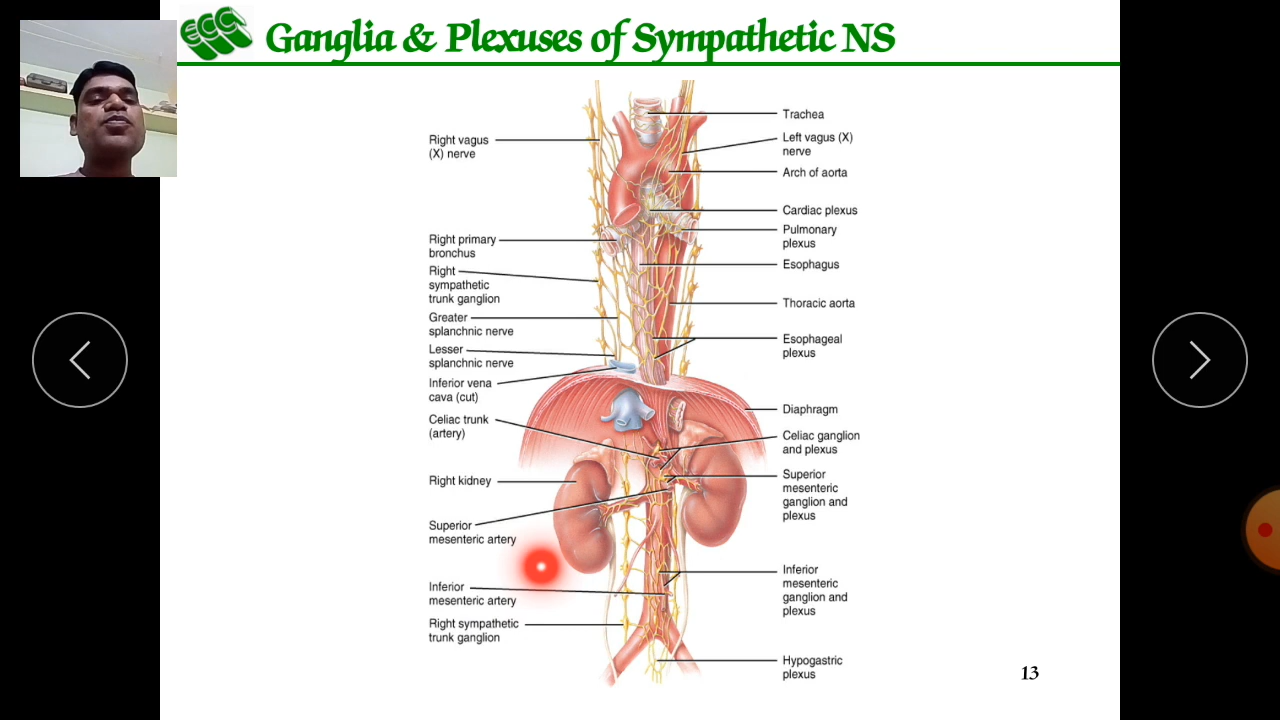 ECC
Ganglia & Plexuses of Sympathetic NS
Right vagus
(X) nerve
Right primary
bronchus
Right
sympathetic
trunk ganglion
Greater
splanchnic nerve
Lesser
splanchnic nerve
Inferior vena
cava (cut)
Celiac trunk
(artery)
Right kidney
Superior
mesenteric artery
Inferior
mesenteric artery
Right sympathetic
trunk ganglion
Trachea
Left vagus (X)
nerve
Arch of aorta
Cardiac plexus
Pulmonary
plexus
Esophagus
Thoracic aorta
Esophageal
plexus
Diaphragm
Celiac ganglion
and plexus
Superior
mesenteric
ganglion and
plexus
Inferior
mesenteric
ganglion and
plexus
Hypogastric
plexus
13